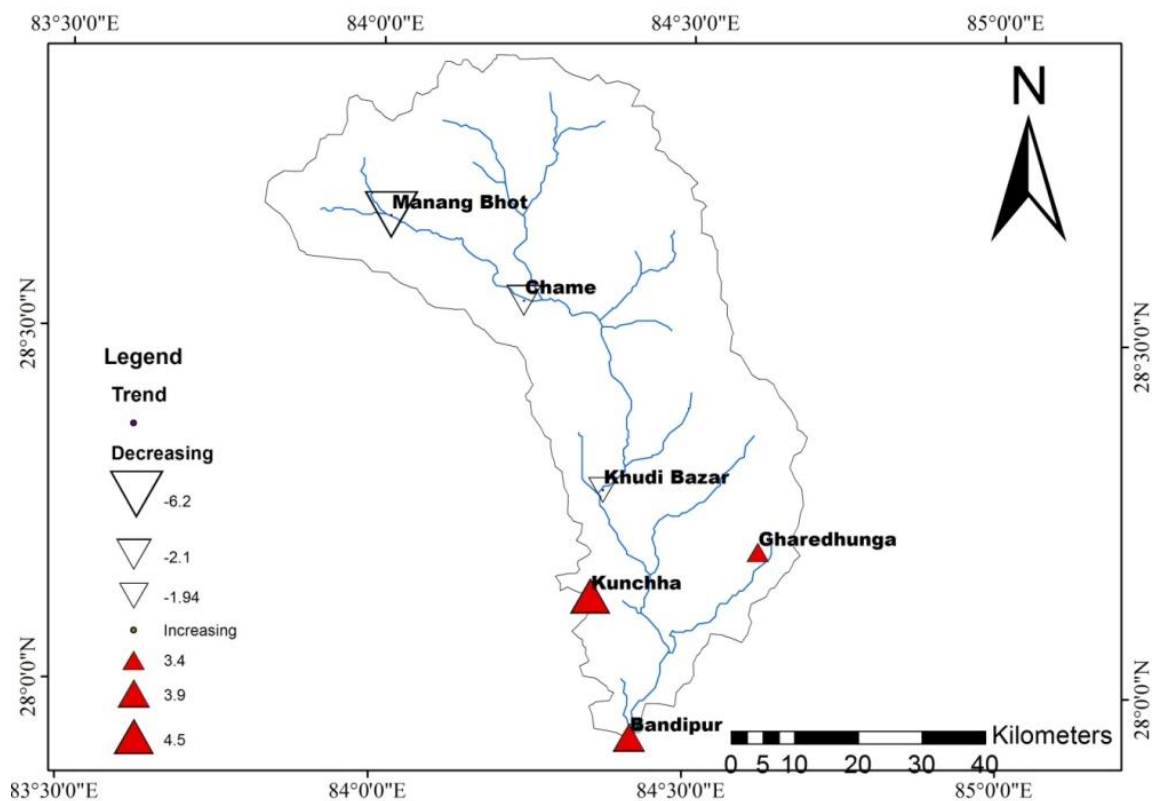 83°30'0"E 84°0'0"E 84°30'0"E 85°0'0"E
N
Manang Bhot
Chame
28°30'0"N
28°30'0"N
Legend
Trend
Decreasing
-6.2
-2.1
-1.94
Increasing
3.4
3.9
4.5
Khudi Bazar
Gharedhunga
Kunchha
28°0'0"N
28°0'0"N
Bandipur
Kilometers
0 5 10 20 30 40
83°30'0"E 84°0'0"E 84°30'0"E 85°0'0"E